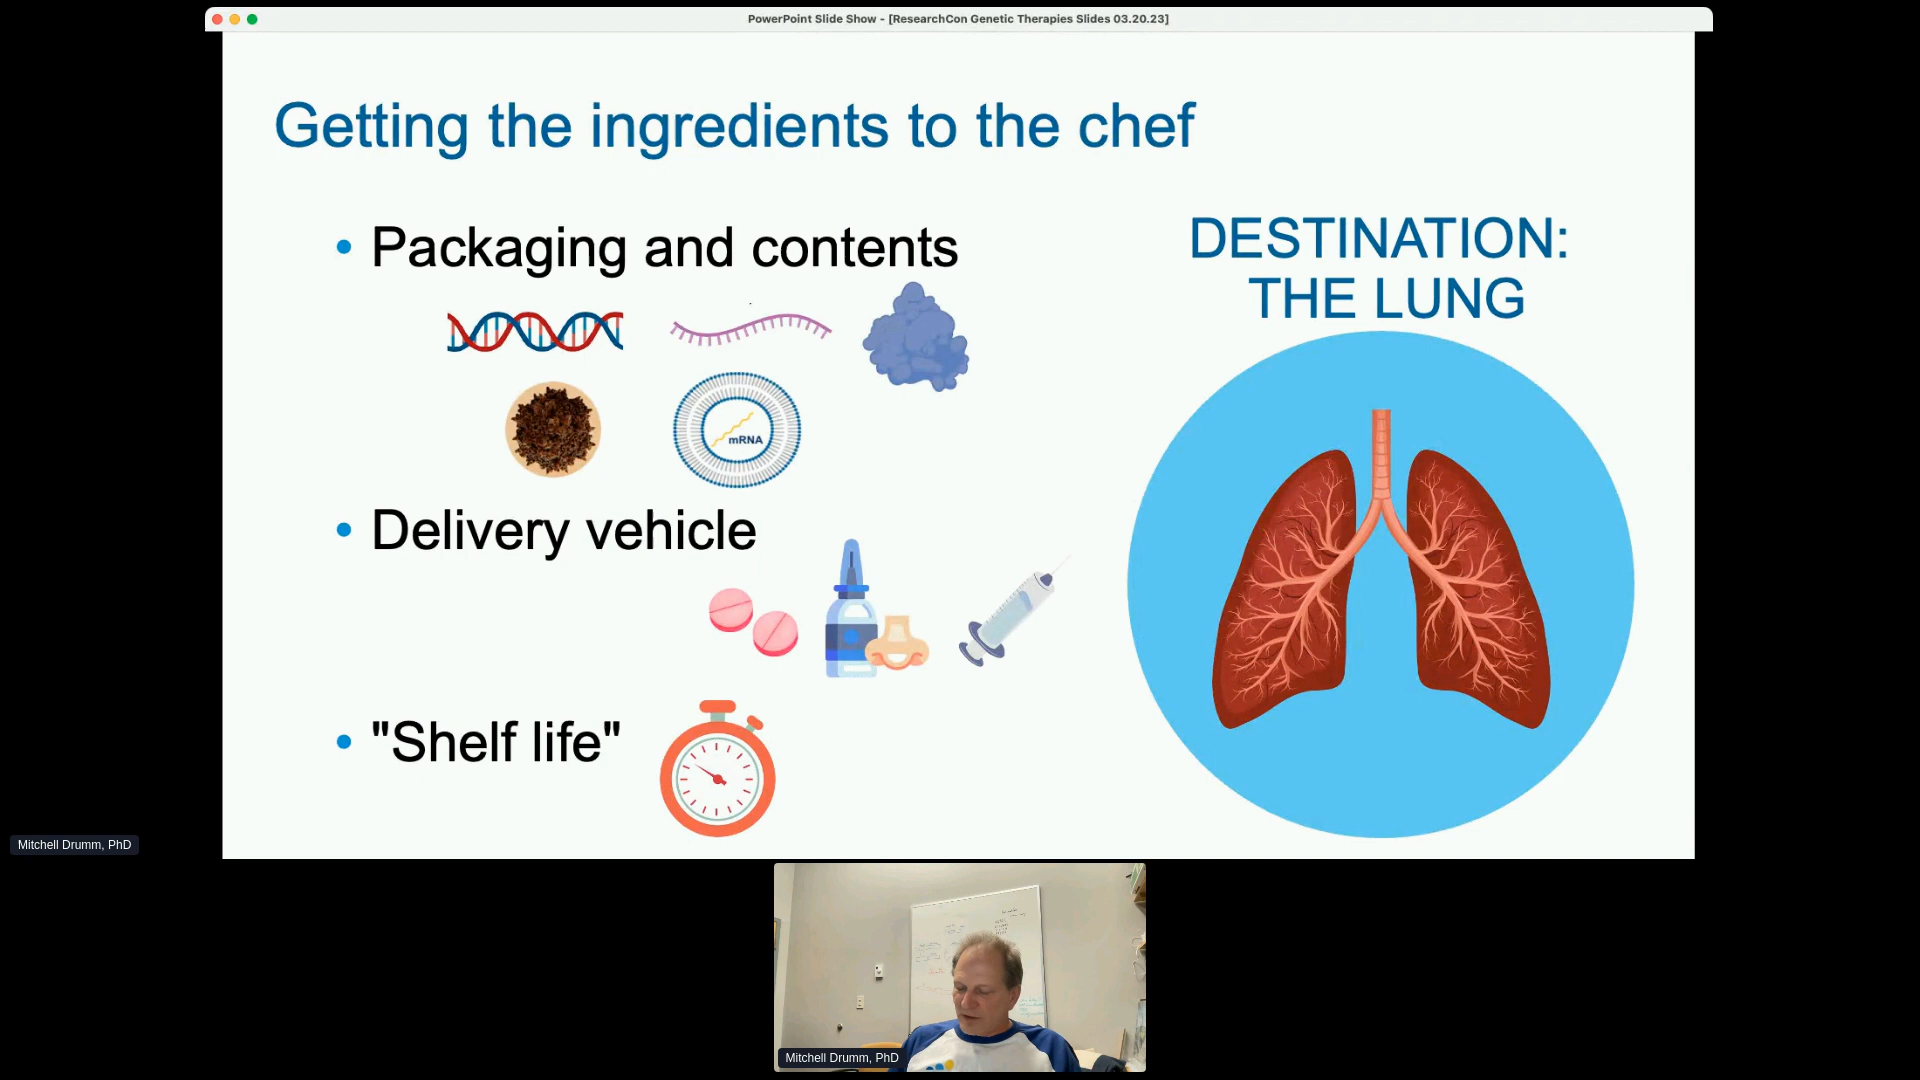 PowerPoint Slide Show - [ResearchCon Genetic Therapies Slides 03.20.23]
Getting the ingredients to the chef
• Packaging and contents
mRNA
• Delivery vehicle
• "Shelf life"
DESTINATION:
THE LUNG
Mitchell Drumm, PhD
Mitchell Drumm, PhD